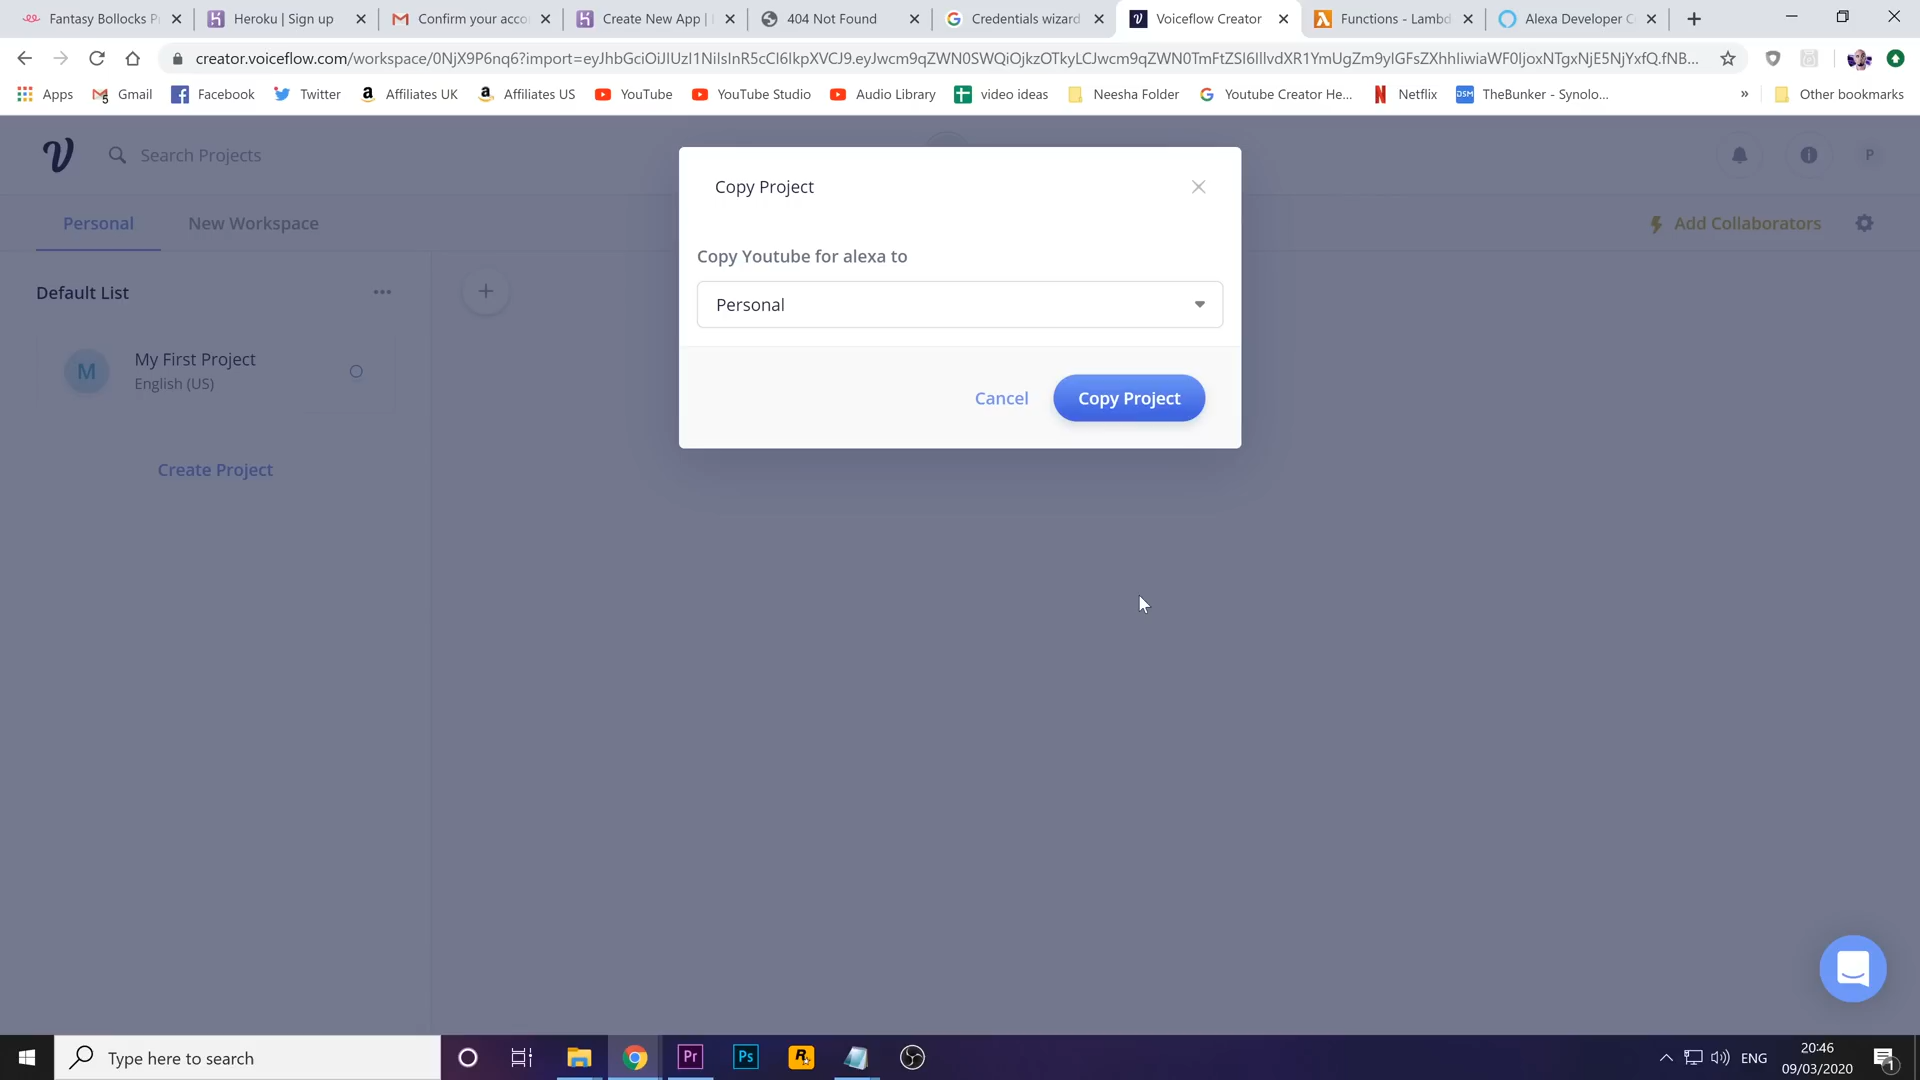 Fantasy Bollocks P
Heroku | Sign up
Confirm your acco
Create New App |
404 Not Found
Credentials wizard
Voiceflow Creator
Functions - Lambd
Alexa Developer C
creator.voiceflow.com/workspace/0NjX9P6nq6?import=eyJhbGciOiJIUzI1NiIsInR5cCI6IkpXVCJ9.eyJwcm9qZWN0SWQiOjkzOTkyLCJwcm9qZWN0TmFtZSI6IllvdXR1YmUgZm9yIGFsZXhhIiwiaWF0IjoxNTgxNjE5NjYxfQ.fNB...
Apps
Gmail
Facebook
Twitter
Affiliates UK
Affiliates US
YouTube
YouTube Studio
Audio Library
video ideas
Neesha Folder
Youtube Creator He...
Netflix
DSM
TheBunker - Synolo...
»
Other bookmarks
Search Projects
P
Personal
New Workspace
Add Collaborators
Default List
M
My First Project
English (US)
Create Project
Copy Project
Copy Youtube for alexa to
Personal
Cancel
Copy Project
Type here to search
Pr
Ps
R
ENG
20:46
09/03/2020
1